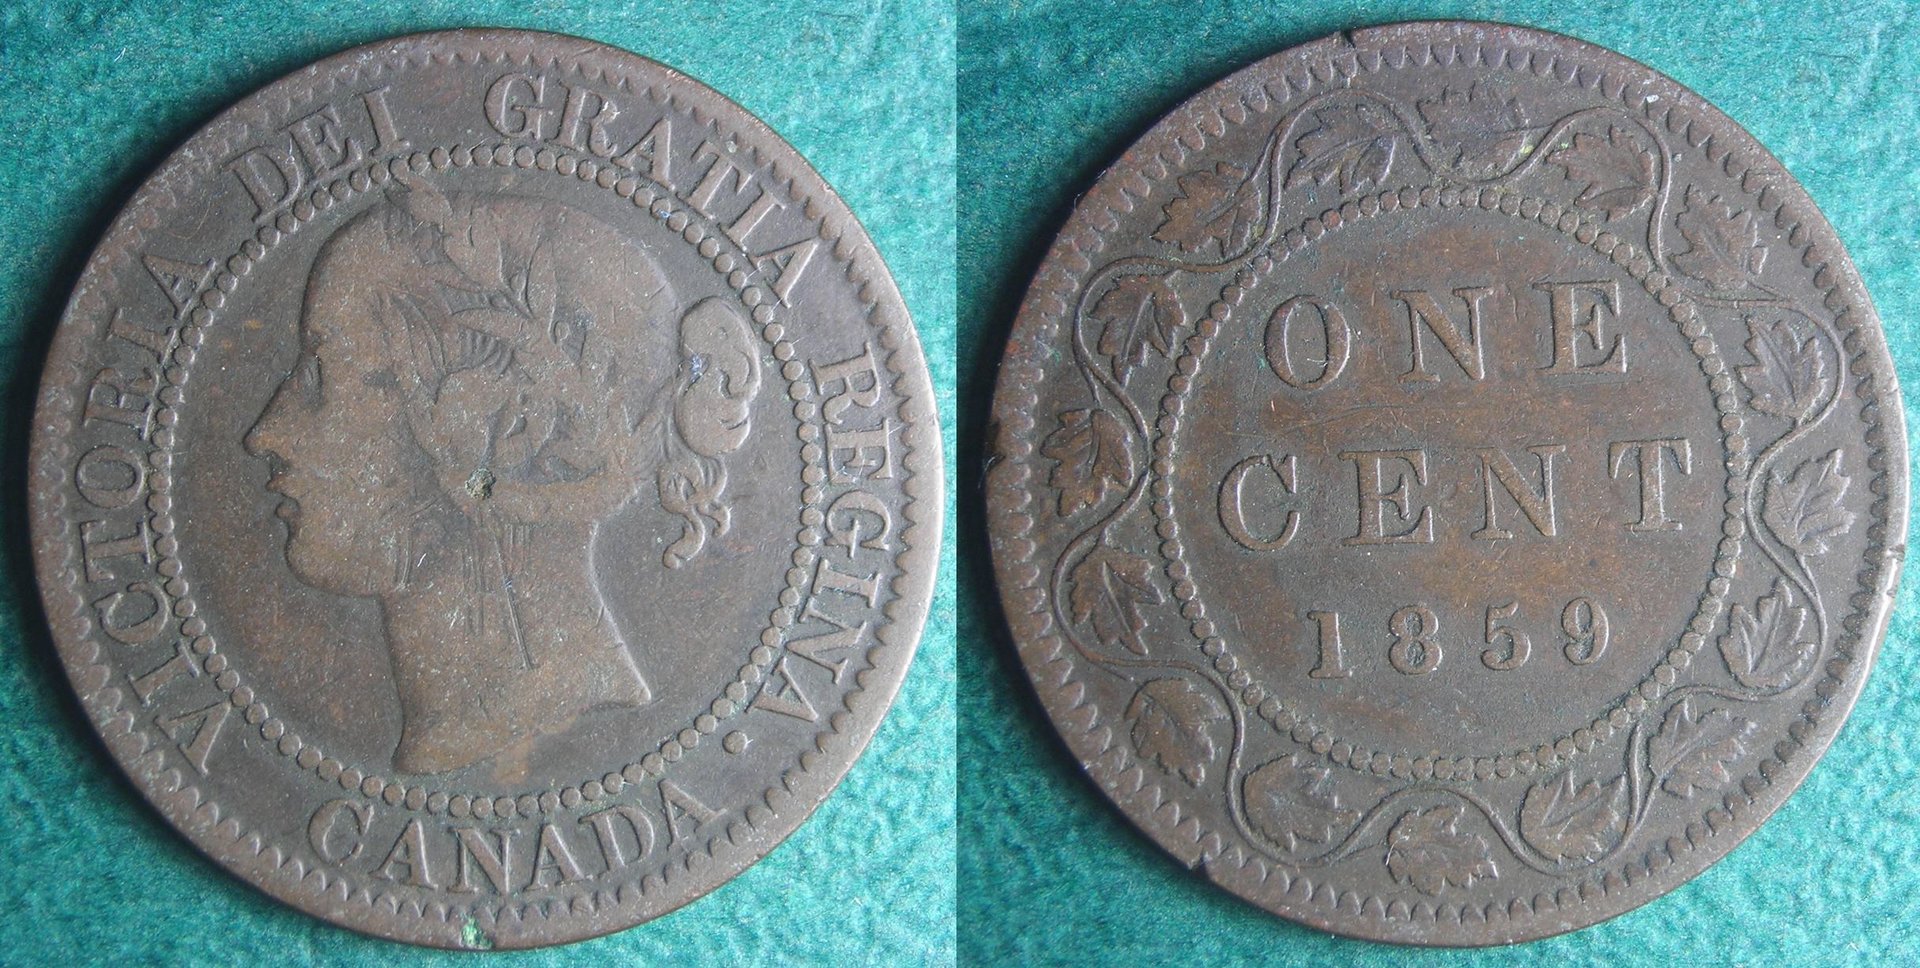 VICTORIA DEI GRATIA REGINA.
CANADA
ONE
CENT
1859